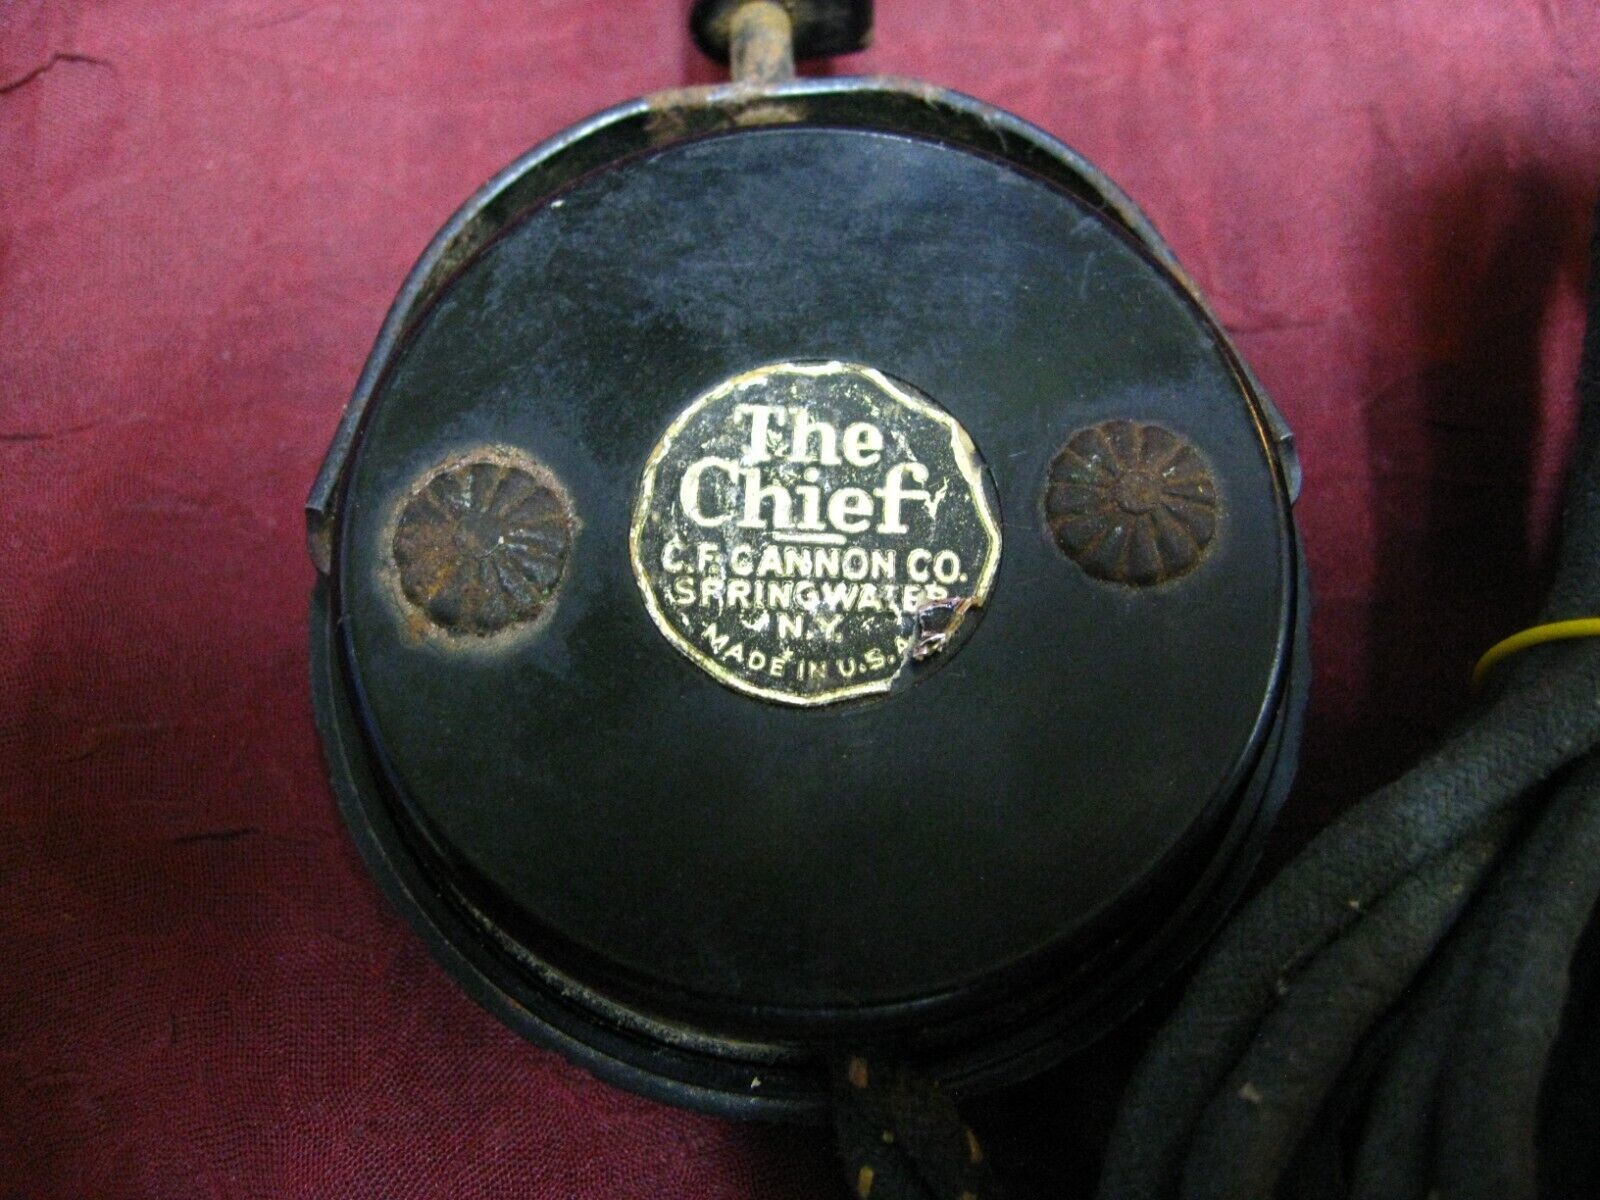 The
Chief
C.F. CANNON CO.
SPRINGWATER
N.Y.
MADE IN U.S.A.